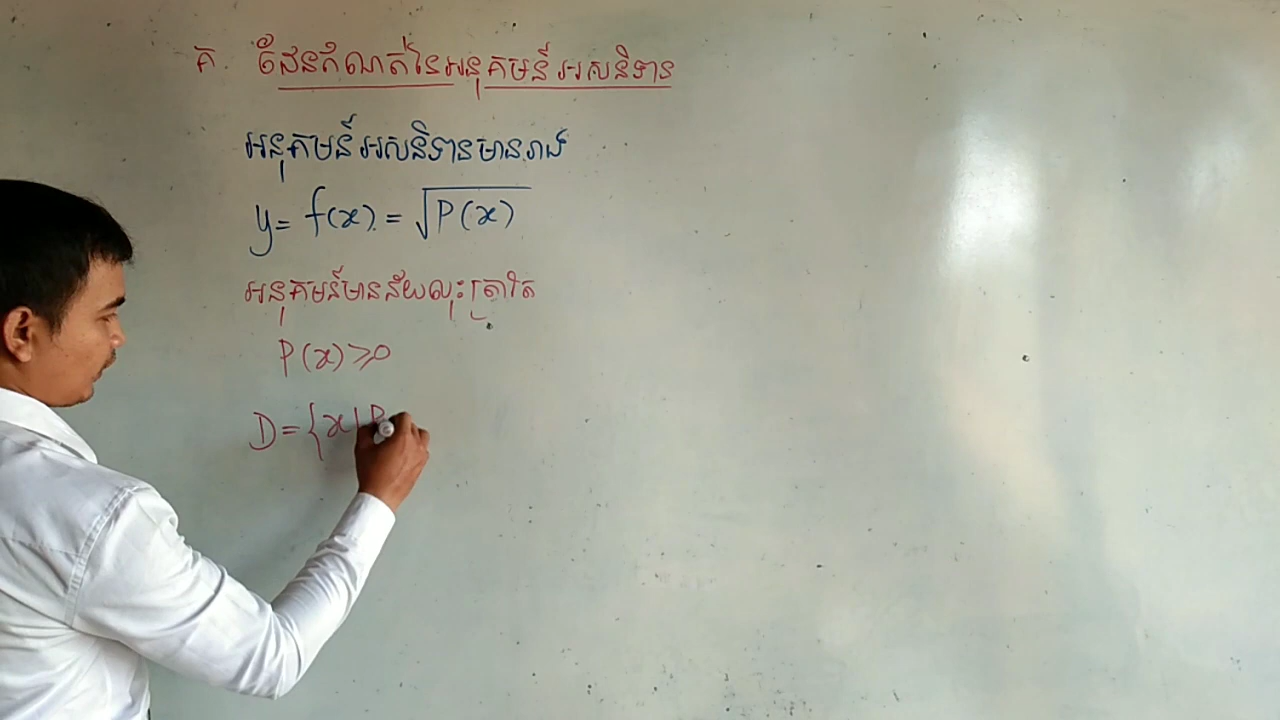 គ. ដែនកំណត់នៃអនុគមន៍ អសនិទាន
អនុគមន៍ អសនិទានមានរាង
y = f(x) = √P(x)
អនុគមន៍មានន័យលុះត្រាតែ
P(x) ⩾ 0
D = {x | P